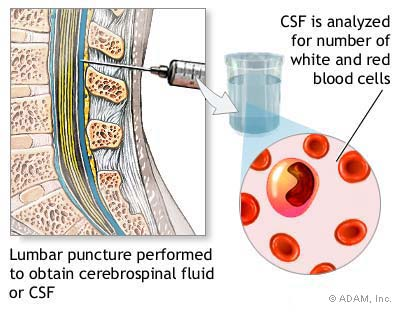 CSF is analyzed
for number of
white and red
blood cells
Lumbar puncture performed
to obtain cerebrospinal fluid
or CSF
© ADAM, Inc.